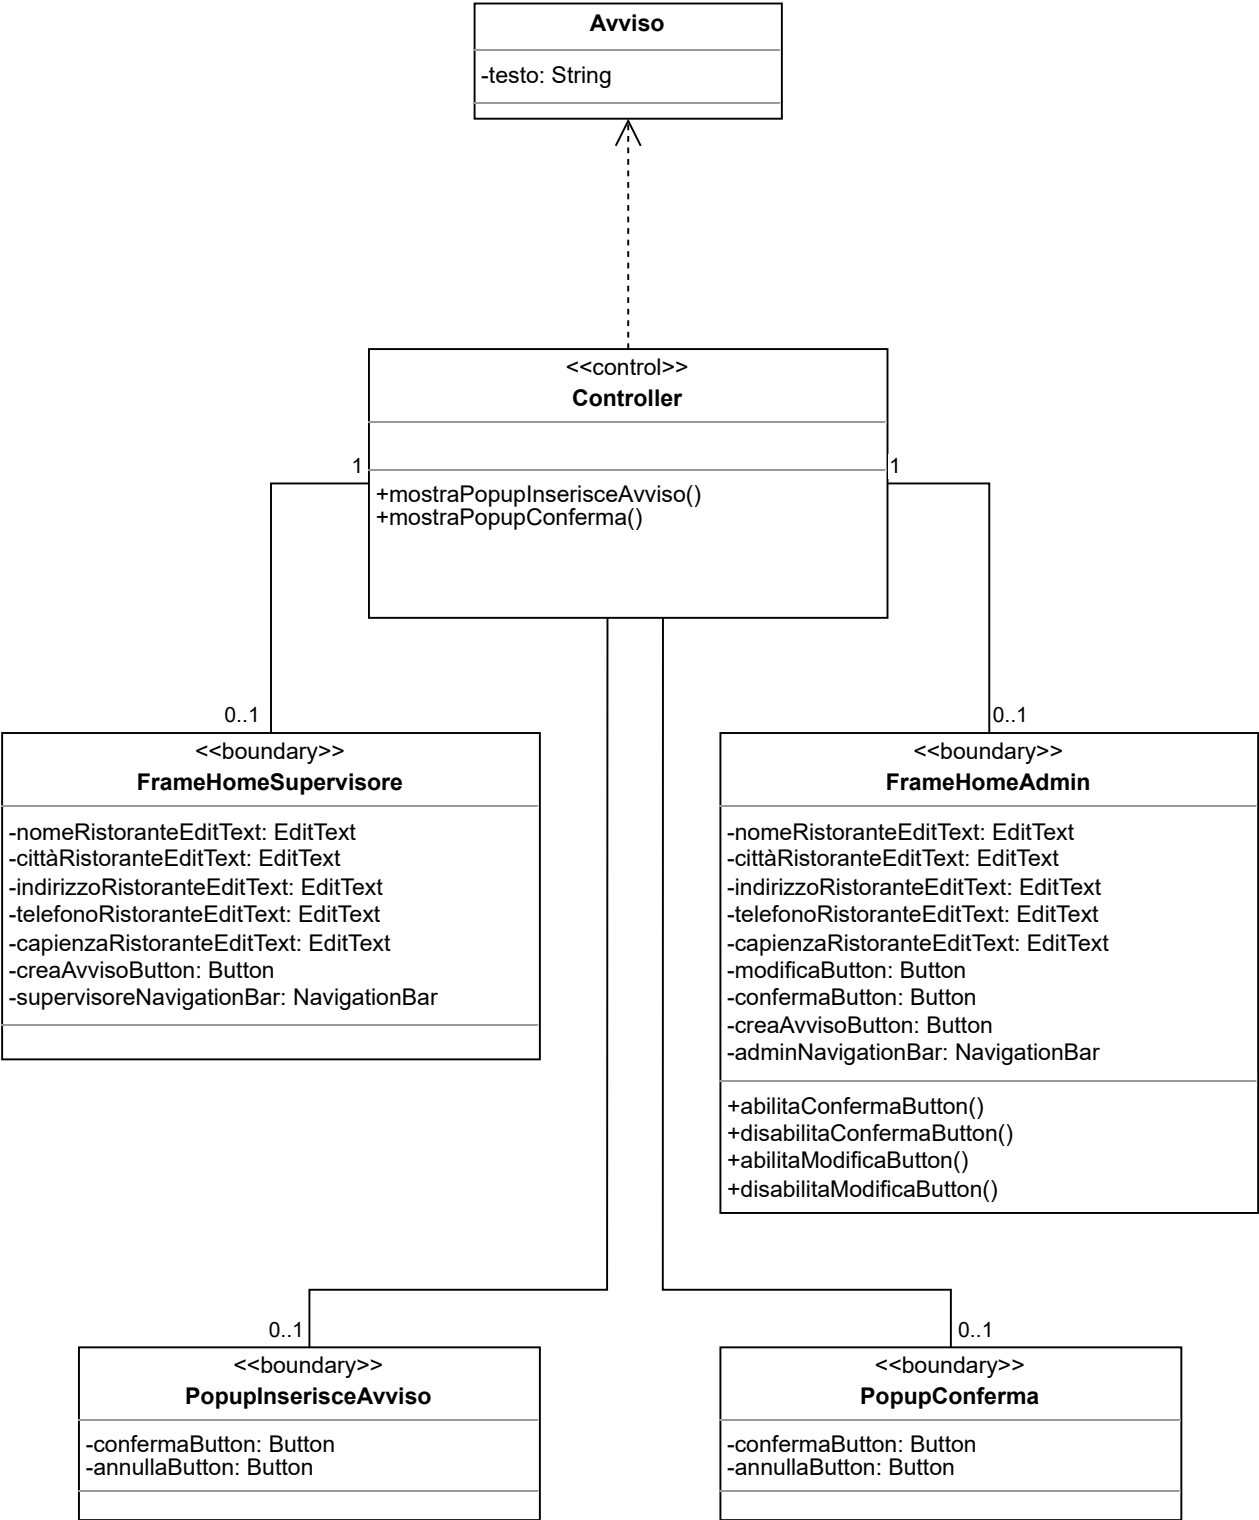 Avviso
-testo: String
<<control>>
Controller
1
1
+mostraPopupInserisceAvviso()
+mostraPopupConferma()
0..1
0..1
<<boundary>>
FrameHomeSupervisore
-nomeRistoranteEditText: EditText
-cittàRistoranteEditText: EditText
-indirizzoRistoranteEditText: EditText
-telefonoRistoranteEditText: EditText
-capienzaRistoranteEditText: EditText
-creaAvvisoButton: Button
-supervisoreNavigationBar: NavigationBar
<<boundary>>
FrameHomeAdmin
-nomeRistoranteEditText: EditText
-cittàRistoranteEditText: EditText
-indirizzoRistoranteEditText: EditText
-telefonoRistoranteEditText: EditText
-capienzaRistoranteEditText: EditText
-modificaButton: Button
-confermaButton: Button
-creaAvvisoButton: Button
-adminNavigationBar: NavigationBar
+abilitaConfermaButton()
+disabilitaConfermaButton()
+abilitaModificaButton()
+disabilitaModificaButton()
0..1
0..1
<<boundary>>
PopupInserisceAvviso
-confermaButton: Button
-annullaButton: Button
<<boundary>>
PopupConferma
-confermaButton: Button
-annullaButton: Button